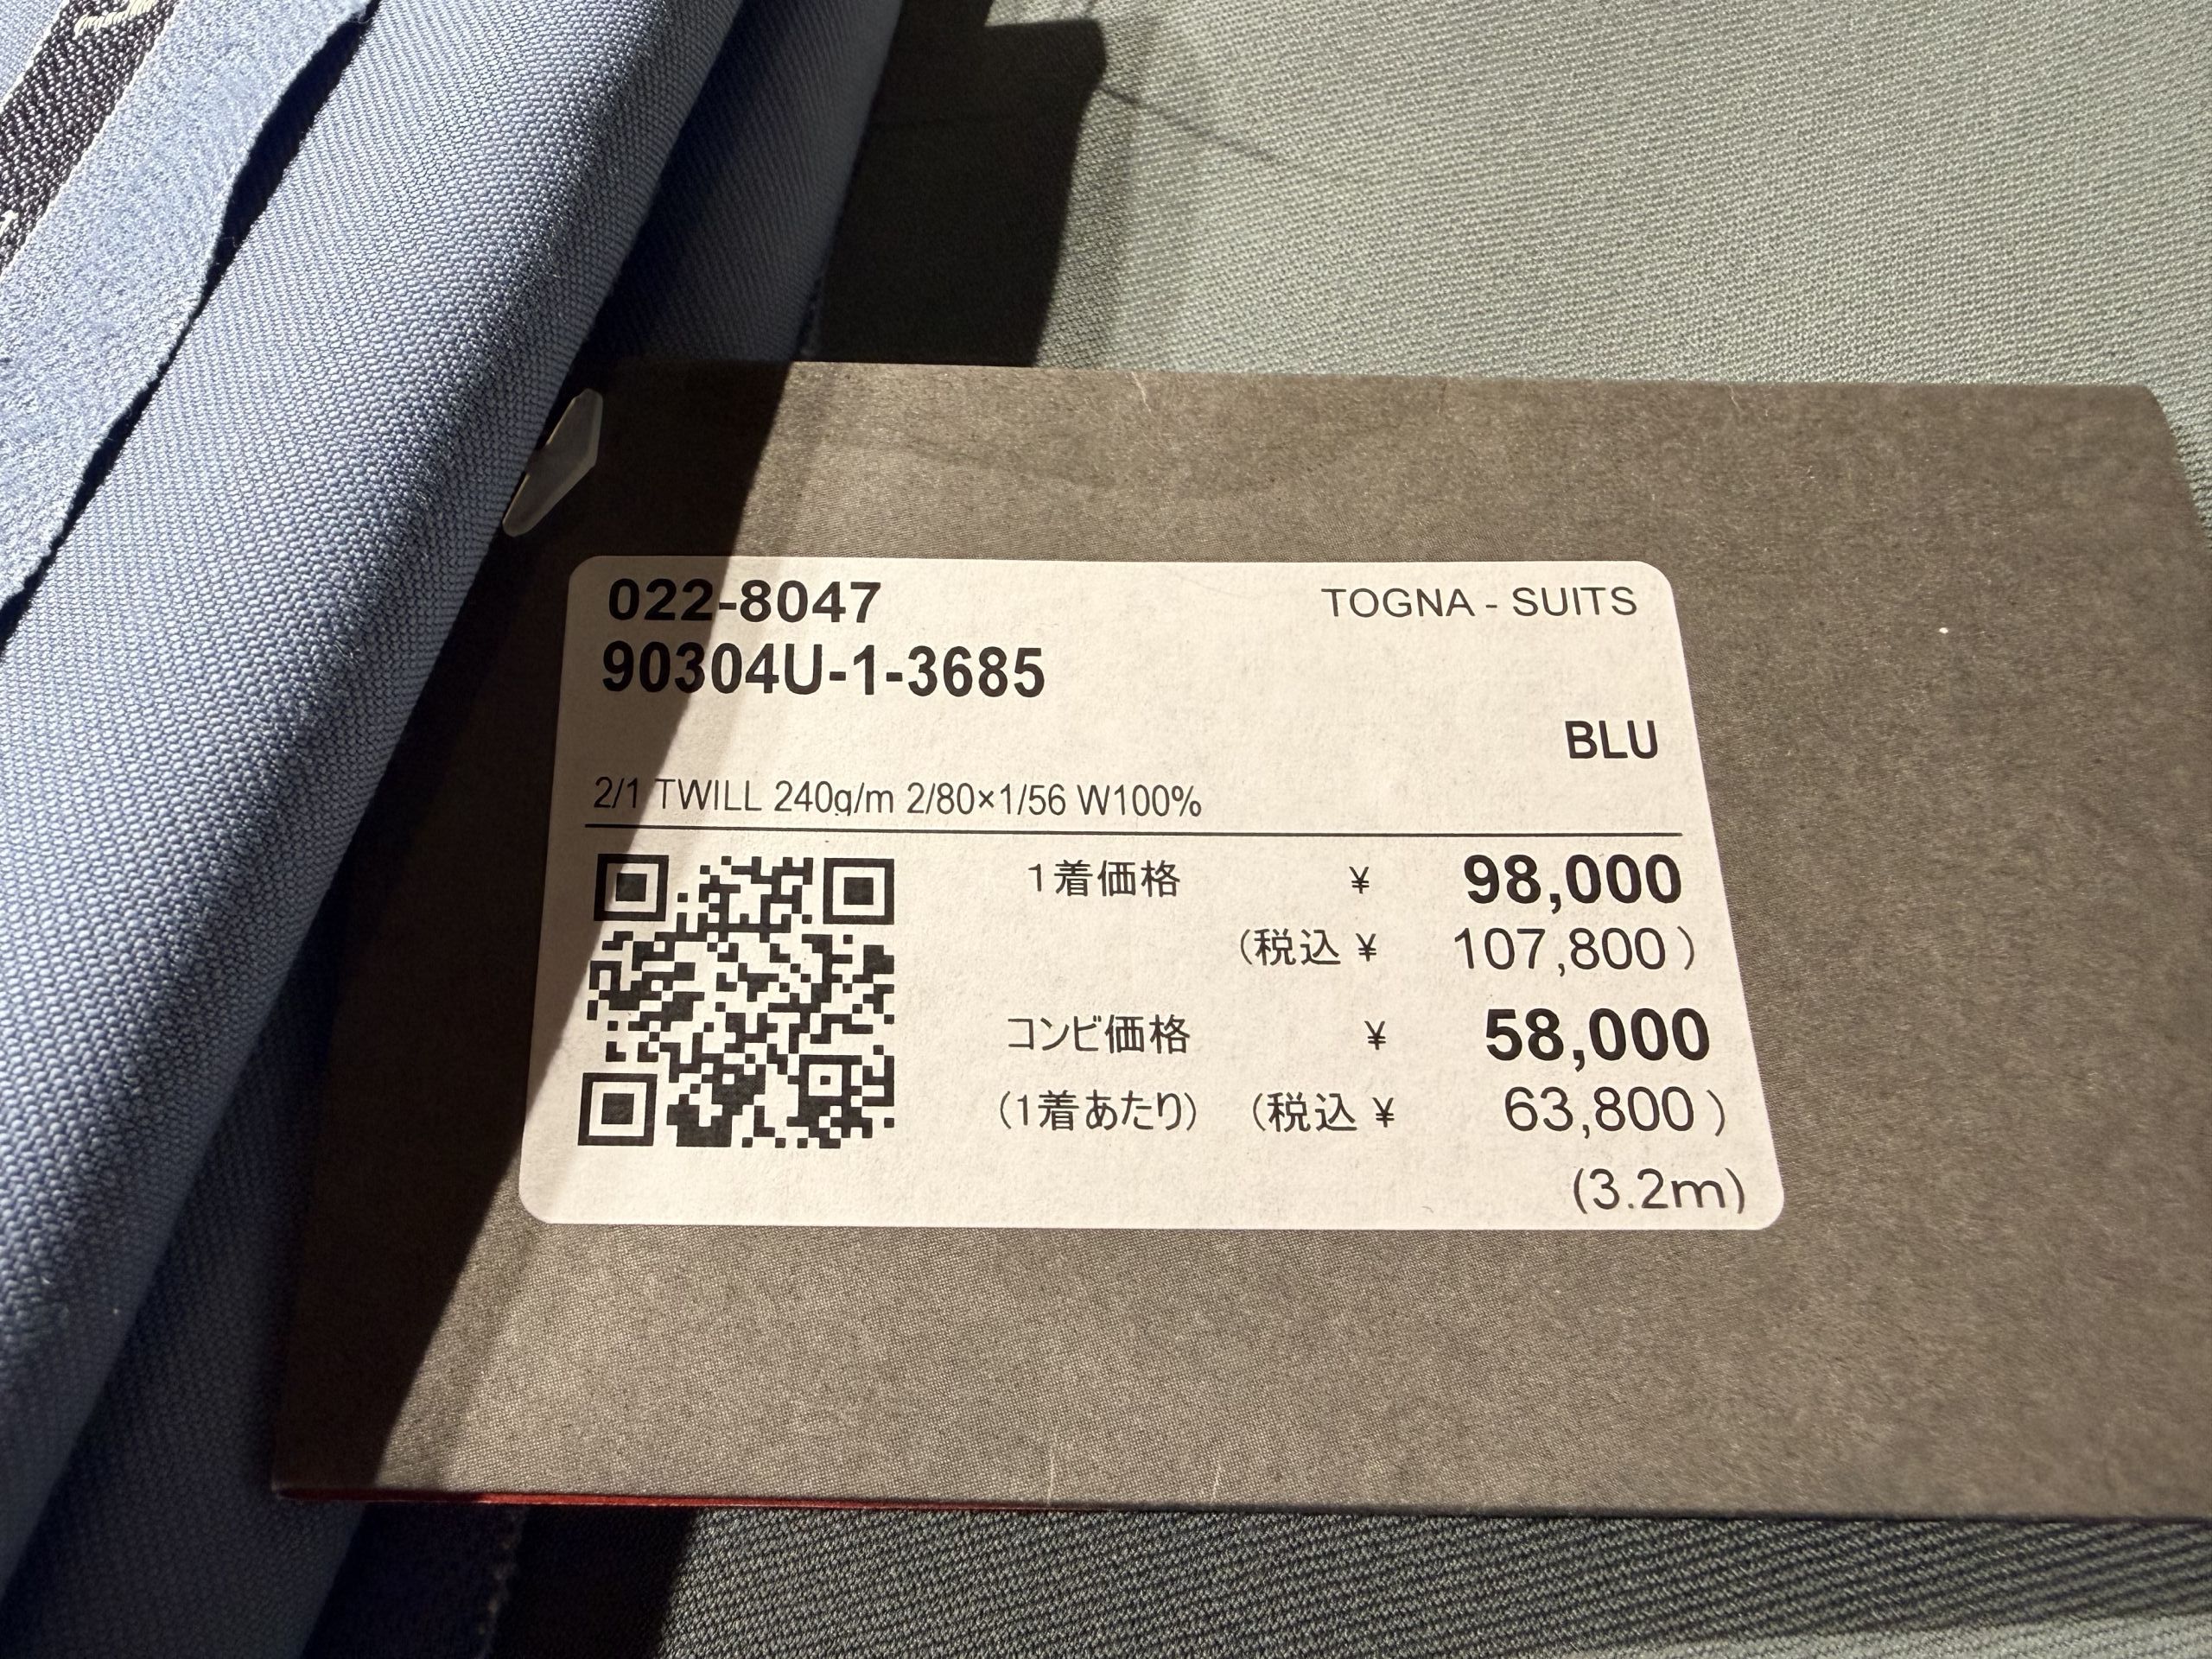 022-8047
TOGNA - SUITS
90304U-1-3685
BLU
2/1 TWILL 240g/m 2/80×1/56 W100%
1着価格 ¥ 98,000
(税込 ¥ 107,800)
コンビ価格 ¥ 58,000
(1着あたり) (税込 ¥ 63,800)
(3.2m)